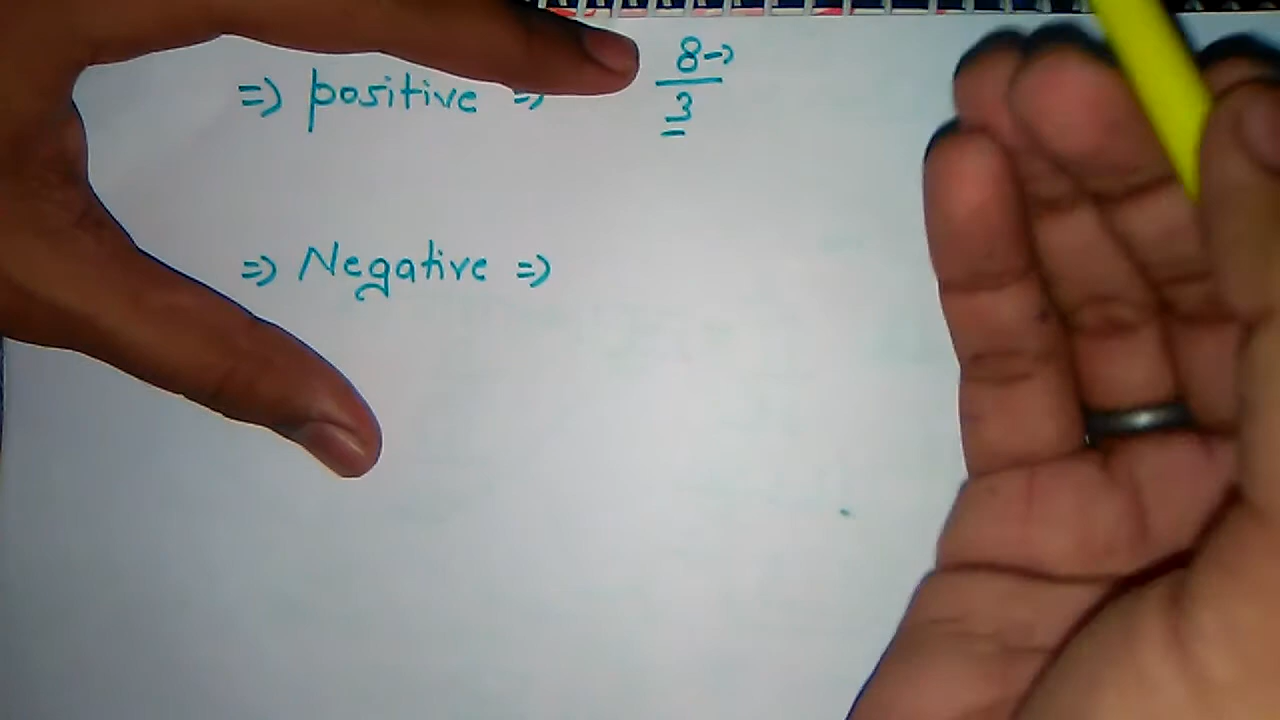 => positive => 8->
3
=> Negative =>